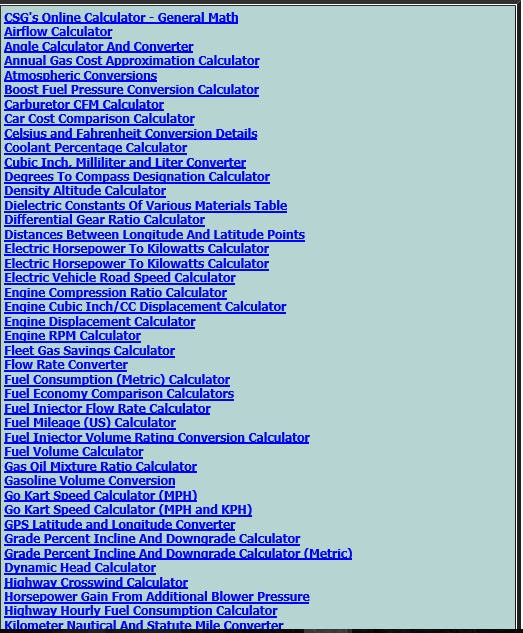 CSG's Online Calculator - General Math
Airflow Calculator
Angle Calculator And Converter
Annual Gas Cost Approximation Calculator
Atmospheric Conversions
Boost Fuel Pressure Conversion Calculator
Carburetor CFM Calculator
Car Cost Comparison Calculator
Celsius and Fahrenheit Conversion Details
Coolant Percentage Calculator
Cubic Inch, Milliliter and Liter Converter
Degrees To Compass Designation Calculator
Density Altitude Calculator
Dielectric Constants Of Various Materials Table
Differential Gear Ratio Calculator
Distances Between Longitude And Latitude Points
Electric Horsepower To Kilowatts Calculator
Electric Horsepower To Kilowatts Calculator
Electric Vehicle Road Speed Calculator
Engine Compression Ratio Calculator
Engine Cubic Inch/CC Displacement Calculator
Engine Displacement Calculator
Engine RPM Calculator
Fleet Gas Savings Calculator
Flow Rate Converter
Fuel Consumption (Metric) Calculator
Fuel Economy Comparison Calculators
Fuel Injector Flow Rate Calculator
Fuel Mileage (US) Calculator
Fuel Injector Volume Rating Conversion Calculator
Fuel Volume Calculator
Gas Oil Mixture Ratio Calculator
Gasoline Volume Conversion
Go Kart Speed Calculator (MPH)
Go Kart Speed Calculator (MPH and KPH)
GPS Latitude and Longitude Converter
Grade Percent Incline And Downgrade Calculator
Grade Percent Incline And Downgrade Calculator (Metric)
Dynamic Head Calculator
Highway Crosswind Calculator
Horsepower Gain From Additional Blower Pressure
Highway Hourly Fuel Consumption Calculator
Kilometer Nautical And Statute Mile Converter